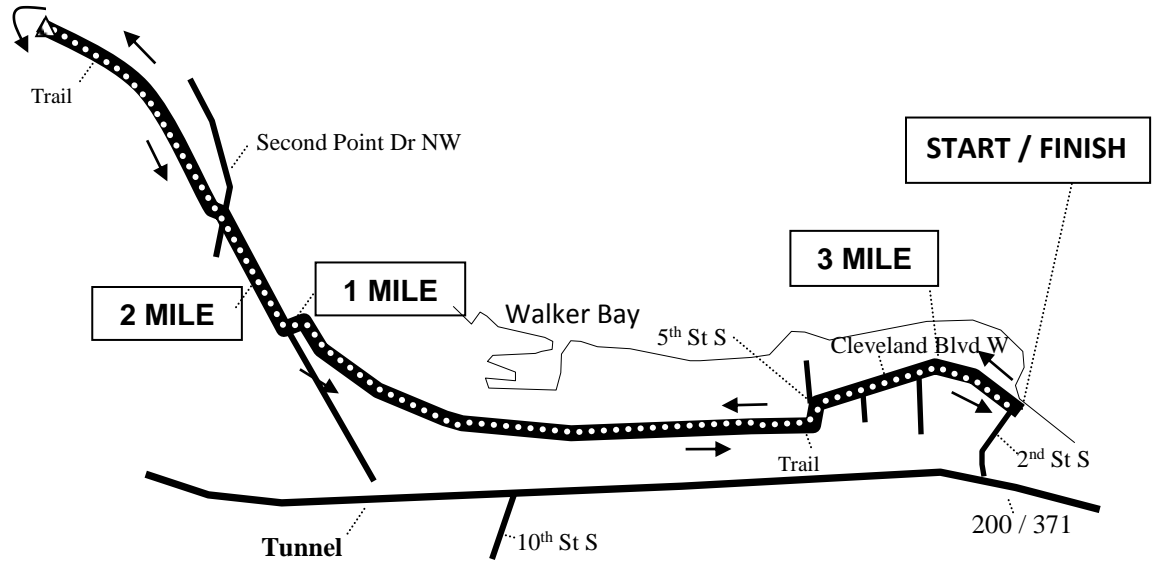 Trail
Second Point Dr NW
START / FINISH
3 MILE
1 MILE
2 MILE
Walker Bay
5th St S
Cleveland Blvd W
Trail
2nd St S
200 / 371
Tunnel
10th St S